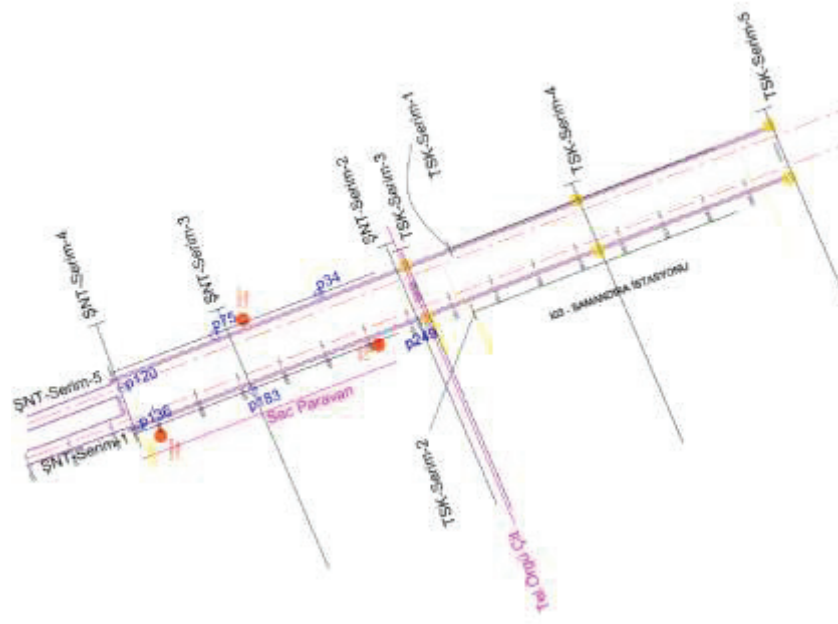 TSK-Serim-5
TSK-Serim-4
TSK-Serim-1
TSK-Serim-3
ŞNT-Serim-2
ŞNT-Serim-3
ŞNT-Serim-4
p34
p75
p120
ŞNT-Serim-5
p136
ŞNT-Serim-1
p183
Sac Paravan
p249
SAMANDIRA İSTASYONU
TSK-Serim-2
Tel Örgü Çit